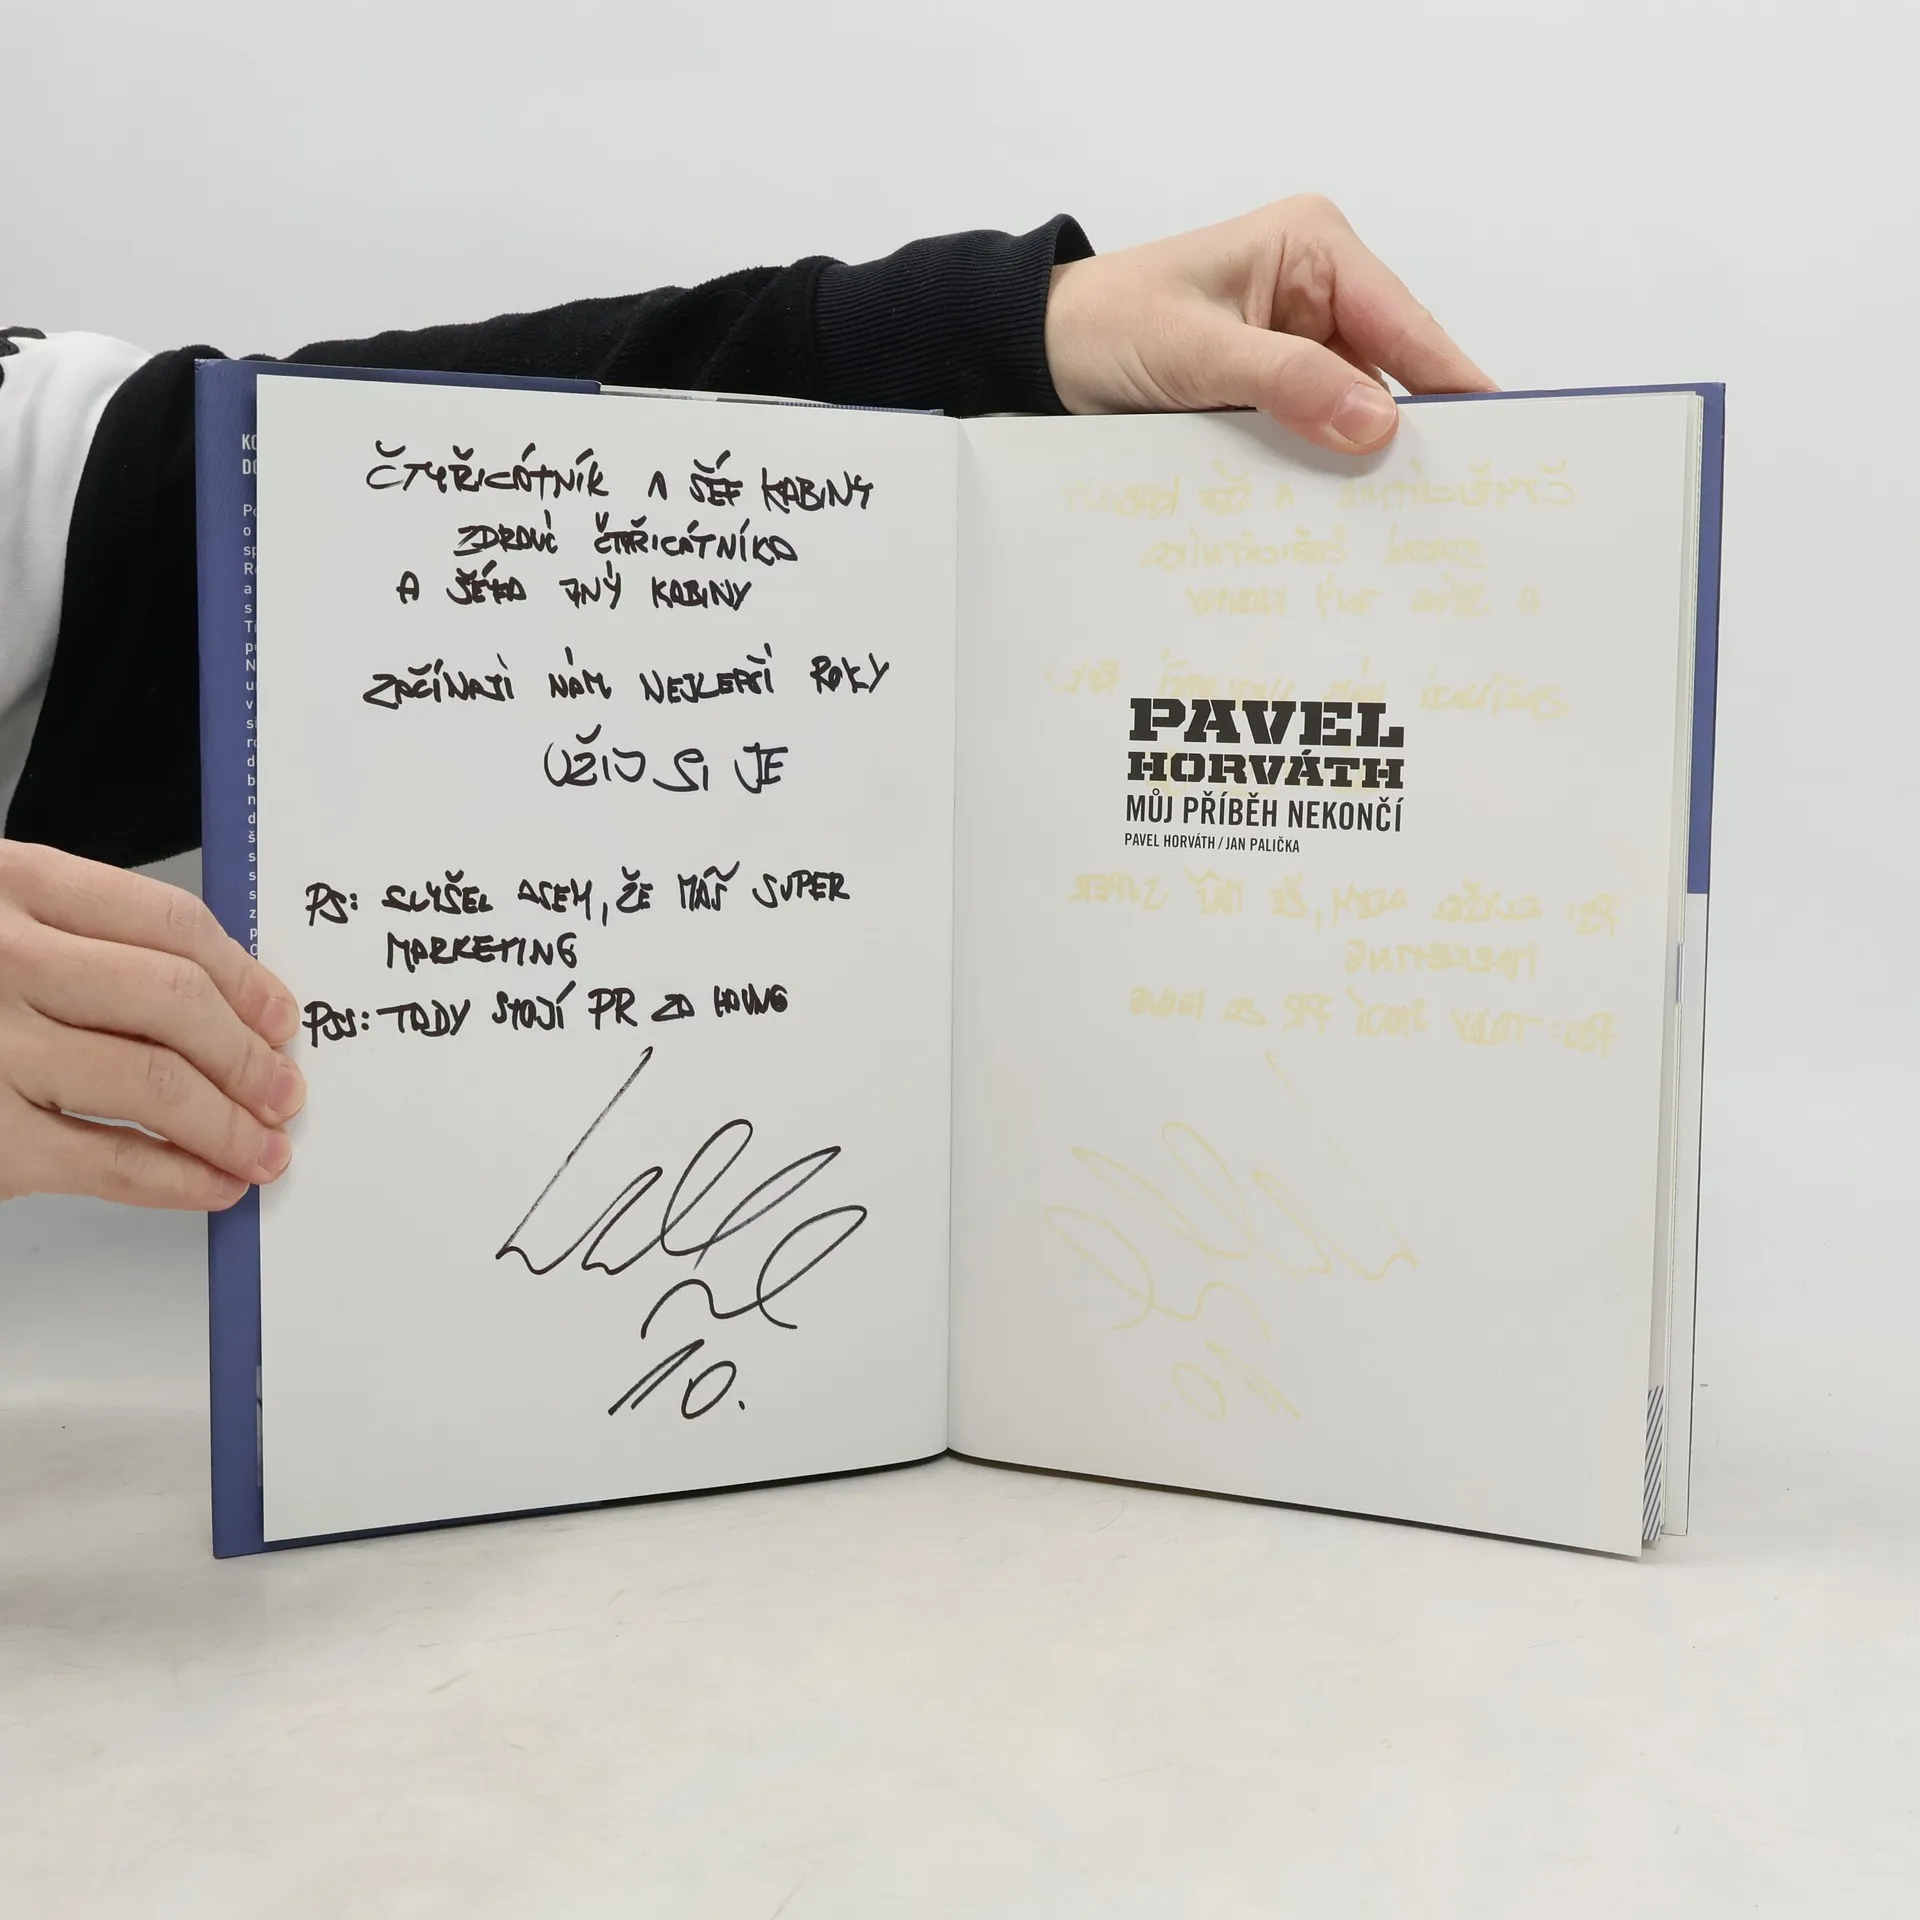 ČTYŘICÁTNÍK A ŠÉF KABINY
ZDRAVÍ ČTYŘICÁTNÍKA
A ŠÉFA JINÝ KABINY
ZAČÍNAJÍ NÁM NEJLEPŠÍ ROKY
UŽIJ SI JE
PS: SLYŠEL JSEM, ŽE MÁŠ SUPER
MARKETING
PSS: TADY STOJÍ PR ZA
10.
PAVEL
HORVÁTH
MŮJ PŘÍBĚH NEKONČÍ
PAVEL HORVÁTH / JAN PALIČKA